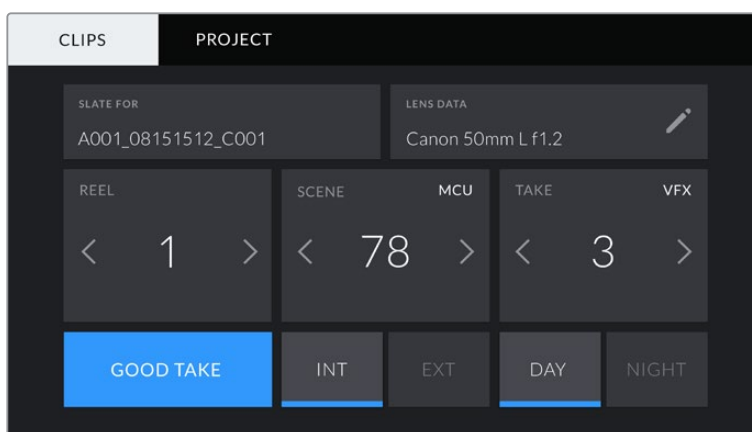 CLIPS PROJECT
SLATE FOR LENS DATA
A001_08151512_C001 Canon 50mm L f1.2
REEL SCENE MCU TAKE VFX
1 78 3
GOOD TAKE INT EXT DAY NIGHT